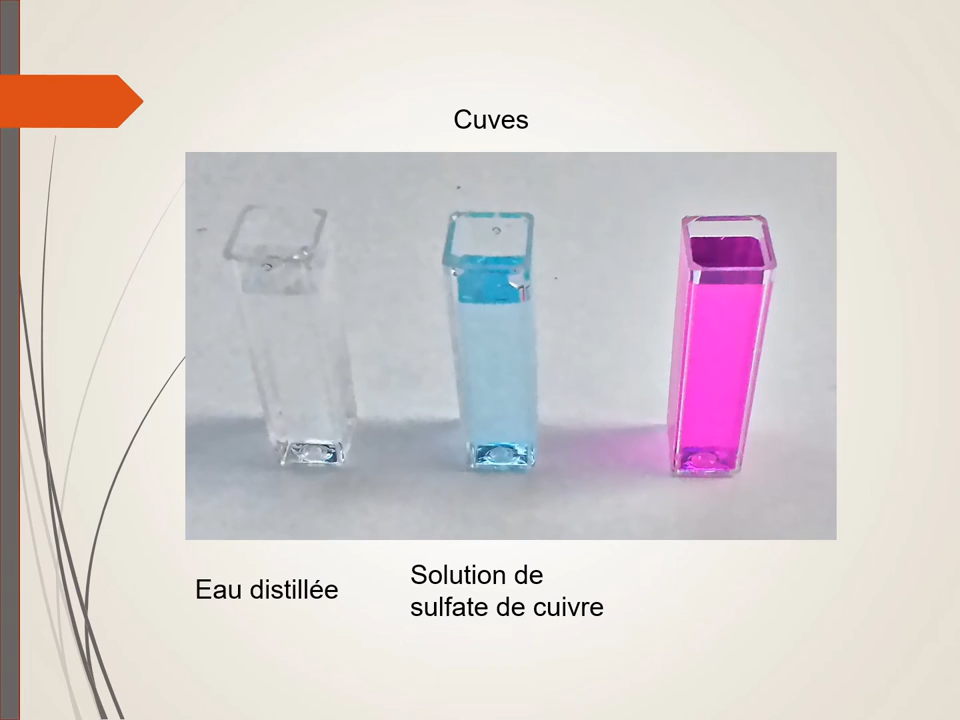 Cuves
Eau distillée
Solution de
sulfate de cuivre